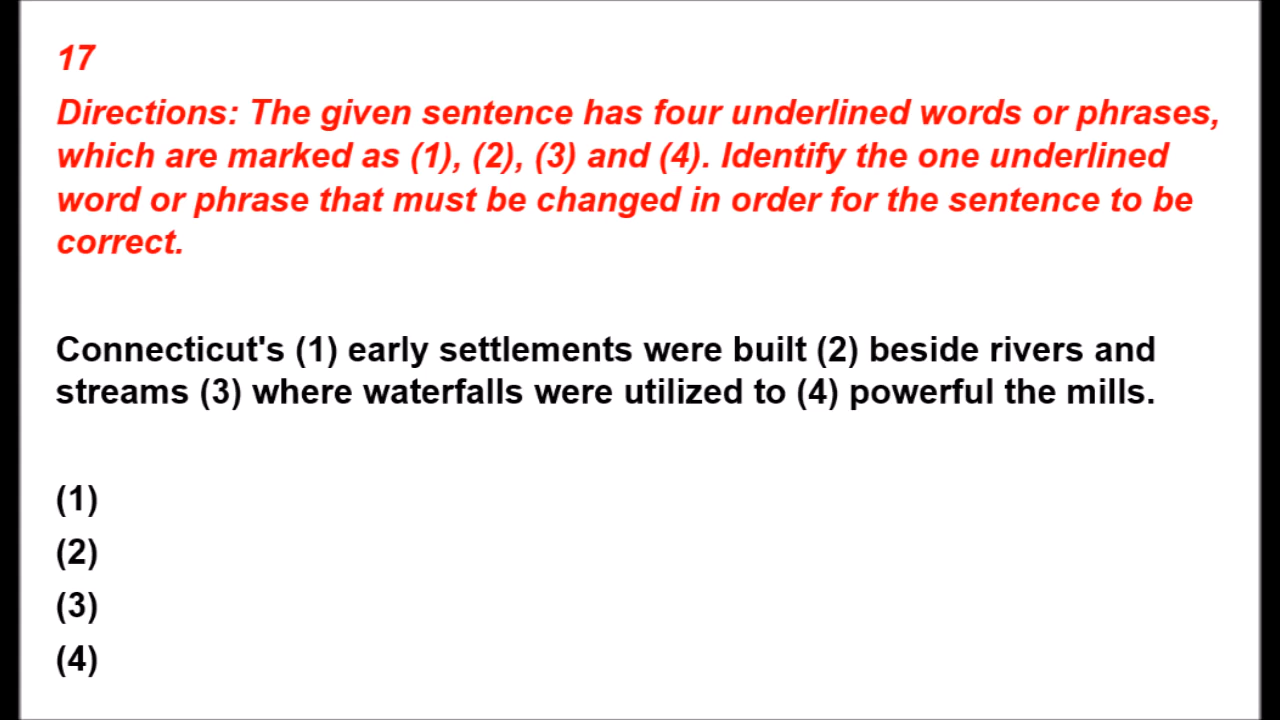 17
Directions: The given sentence has four underlined words or phrases,
which are marked as (1), (2), (3) and (4). Identify the one underlined
word or phrase that must be changed in order for the sentence to be
correct.
Connecticut's (1) early settlements were built (2) beside rivers and
streams (3) where waterfalls were utilized to (4) powerful the mills.
(1)
(2)
(3)
(4)